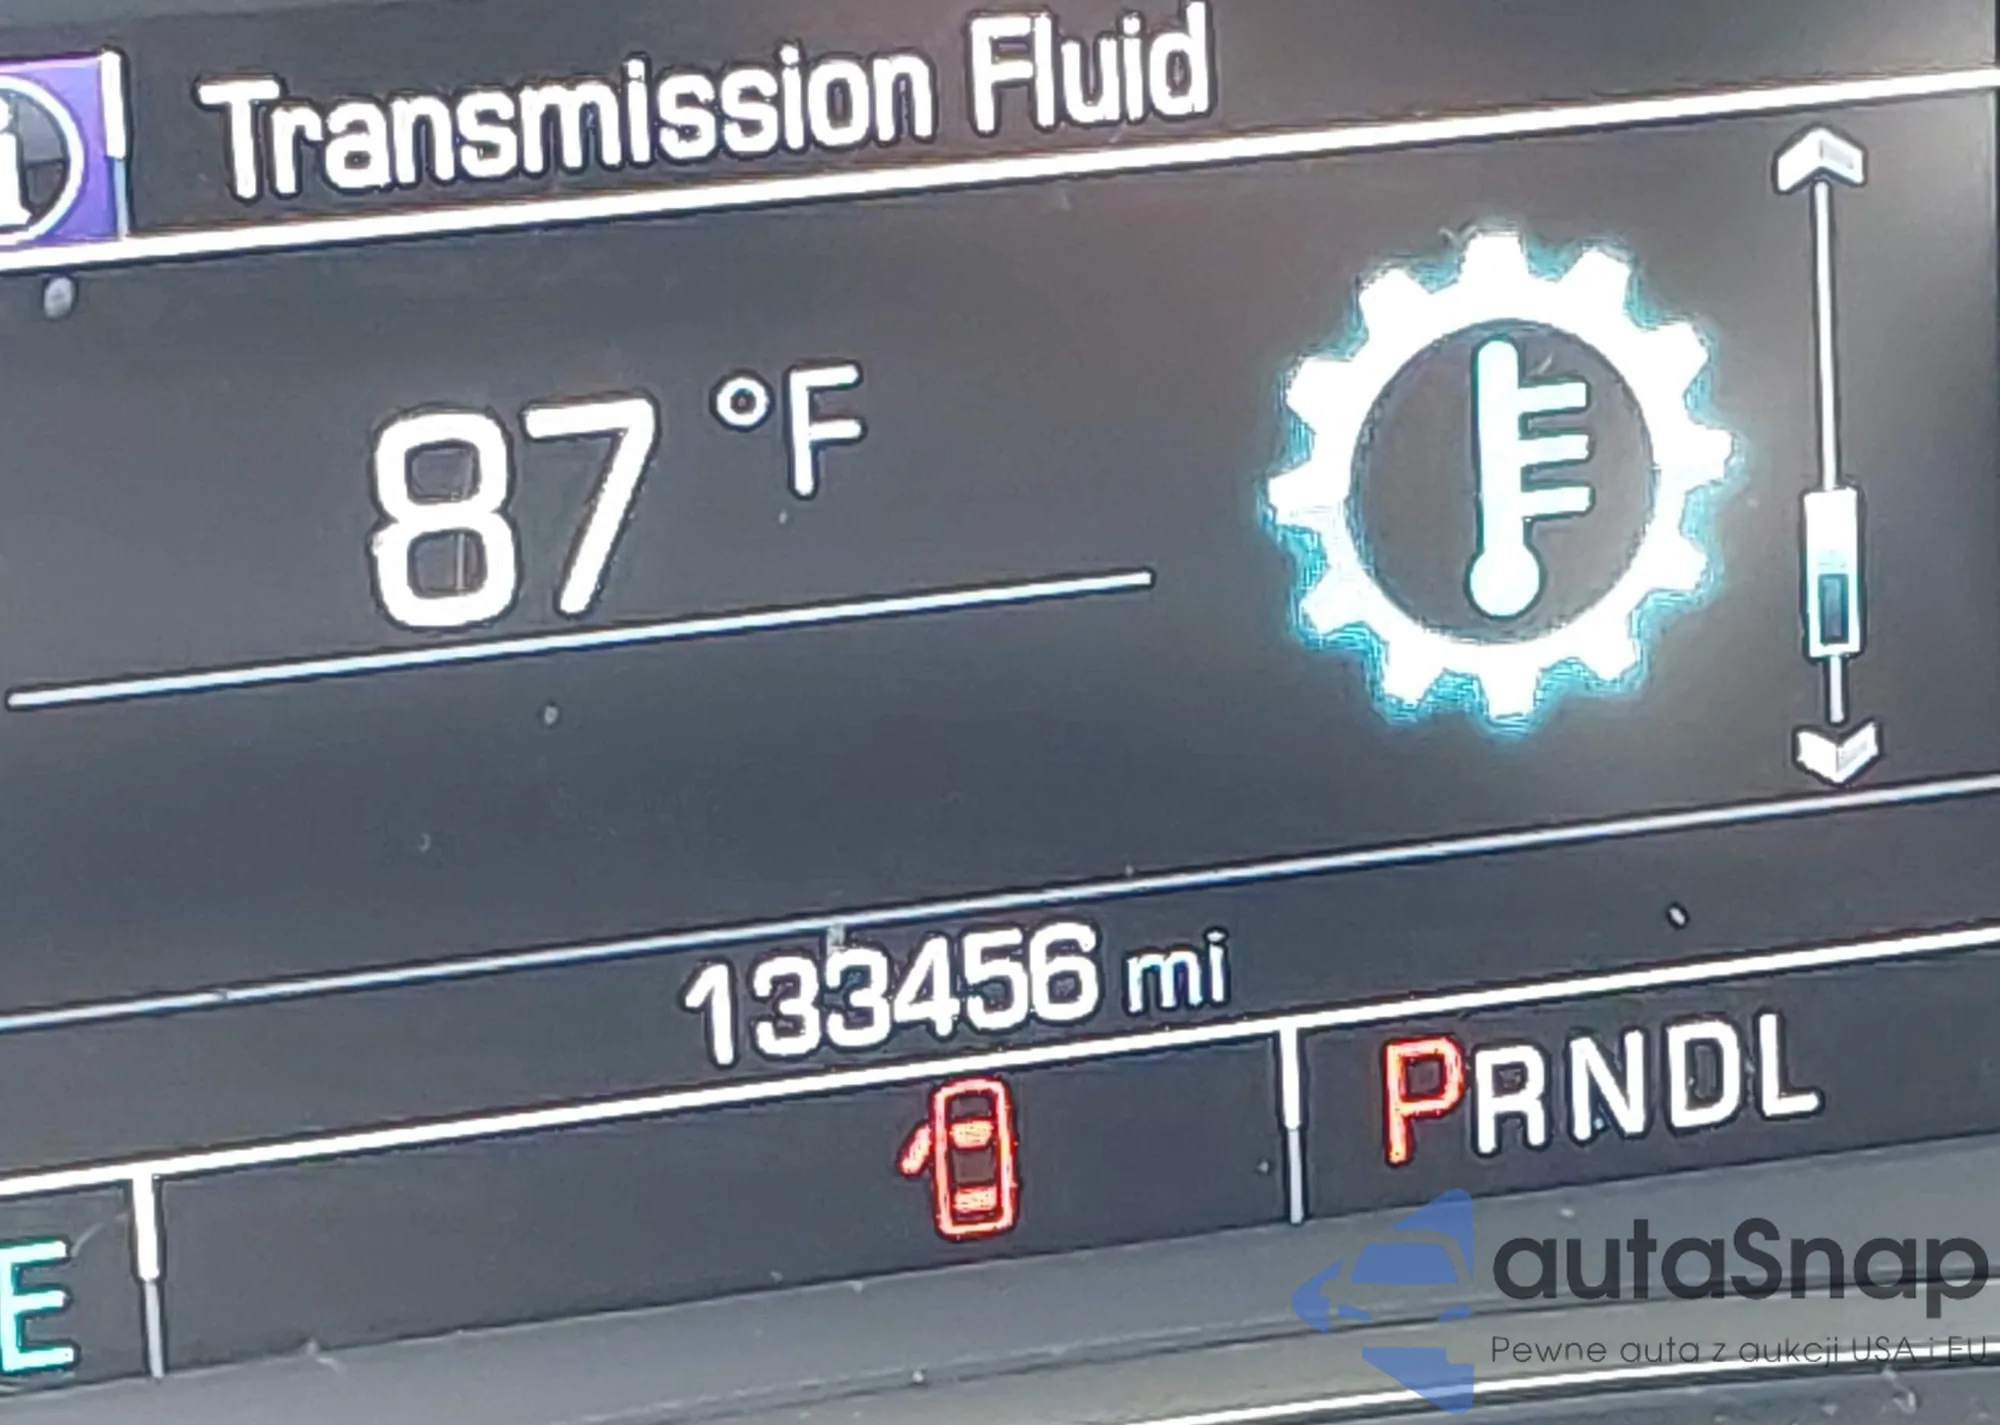 i
Transmission Fluid
87 °F
133456 mi
PRNDL
E
autaSnap
Pewne auta z aukcji USA i EU